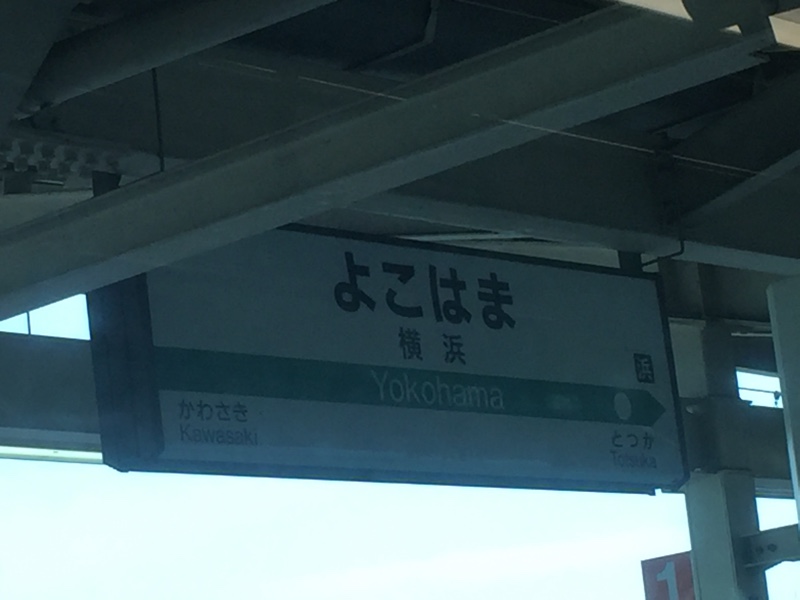 よこはま
横浜
浜
Yokohama
かわさき
Kawasaki
とつか
Totsuka
1